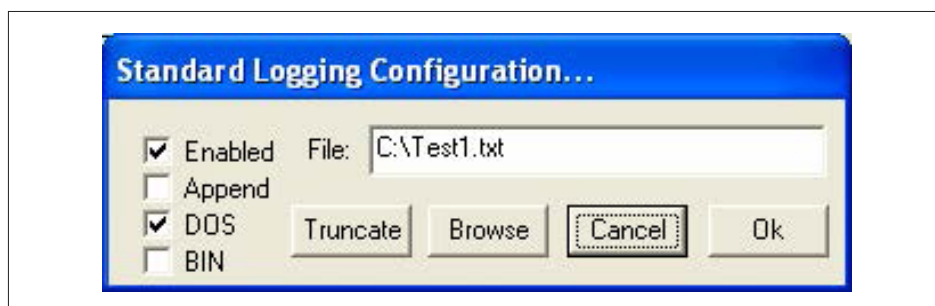 Standard Logging Configuration...
Enabled File: C:\Test1.txt
Append
DOS Truncate Browse Cancel Ok
BIN